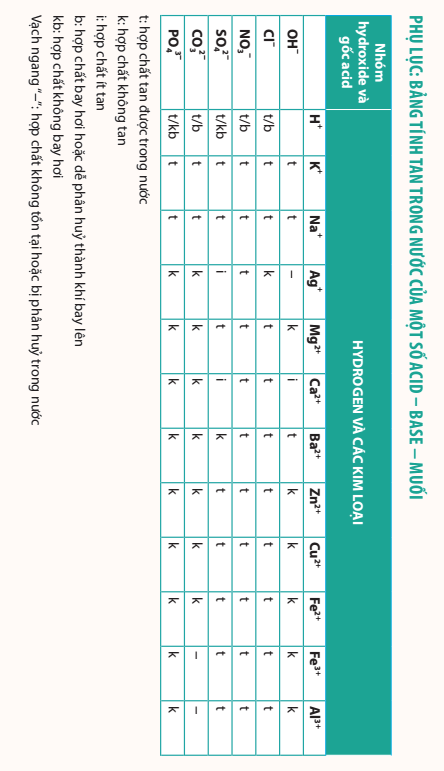 PHỤ LỤC: BẢNG TÍNH TAN TRONG NƯỚC CỦA MỘT SỐ ACID – BASE – MUỐI
Nhóm
hydroxide và
gốc acid
HYDROGEN VÀ CÁC KIM LOẠI
H⁺ K⁺ Na⁺ Ag⁺ Mg²⁺ Ca²⁺ Ba²⁺ Zn²⁺ Cu²⁺ Fe²⁺ Fe³⁺ Al³⁺
OH⁻ t t – k i t k k k k k
Cl⁻ t/b t t k t t t t t t t t
NO₃⁻ t/b t t t t t t t t t t t
SO₄²⁻ t/kb t t i t i k t t t t t
CO₃²⁻ t/b t t k k k k k k k – –
PO₄³⁻ t/kb t t k k k k k k k k k
t: hợp chất tan được trong nước
k: hợp chất không tan
i: hợp chất ít tan
b: hợp chất bay hơi hoặc dễ phân huỷ thành khí bay lên
kb: hợp chất không bay hơi
Vạch ngang “–”: hợp chất không tồn tại hoặc bị phân huỷ trong nước